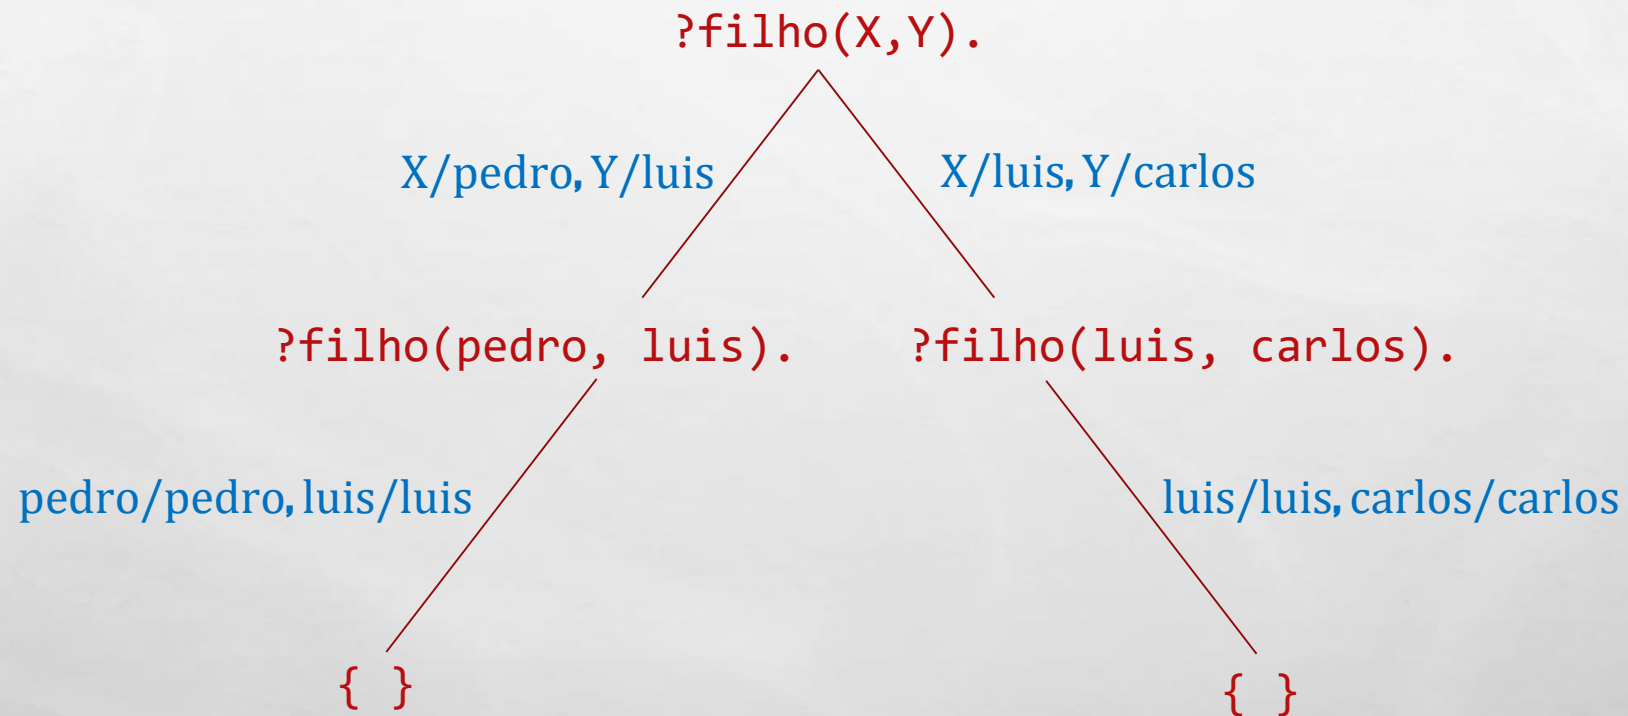 ?filho(X,Y).
X/pedro, Y/luis
X/luis, Y/carlos
?filho(pedro, luis).
?filho(luis, carlos).
pedro/pedro, luis/luis
luis/luis, carlos/carlos
{ }
{ }